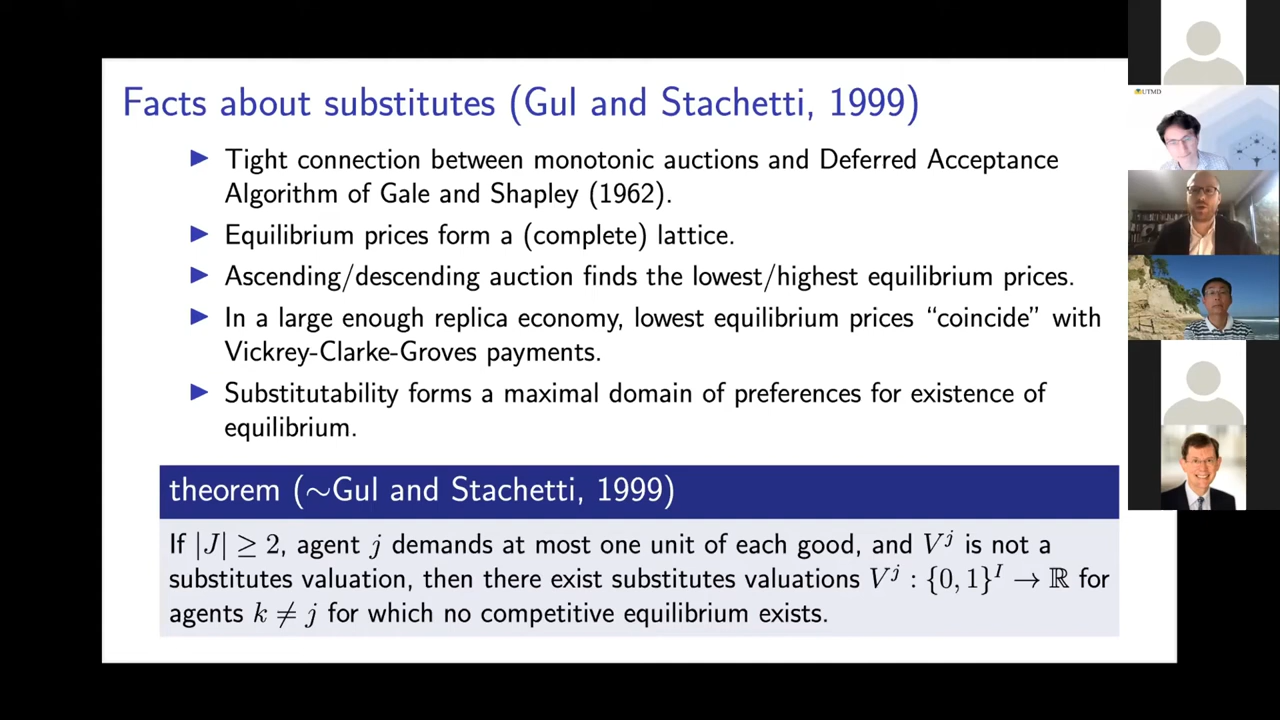 Facts about substitutes (Gul and Stachetti, 1999)
▶ Tight connection between monotonic auctions and Deferred Acceptance
Algorithm of Gale and Shapley (1962).
▶ Equilibrium prices form a (complete) lattice.
▶ Ascending/descending auction finds the lowest/highest equilibrium prices.
▶ In a large enough replica economy, lowest equilibrium prices “coincide” with
Vickrey-Clarke-Groves payments.
▶ Substitutability forms a maximal domain of preferences for existence of
equilibrium.
theorem (∼Gul and Stachetti, 1999)
If |J| ≥ 2, agent j demands at most one unit of each good, and V^j is not a
substitutes valuation, then there exist substitutes valuations V^j : {0, 1}^I → ℝ for
agents k ≠ j for which no competitive equilibrium exists.
UTMD